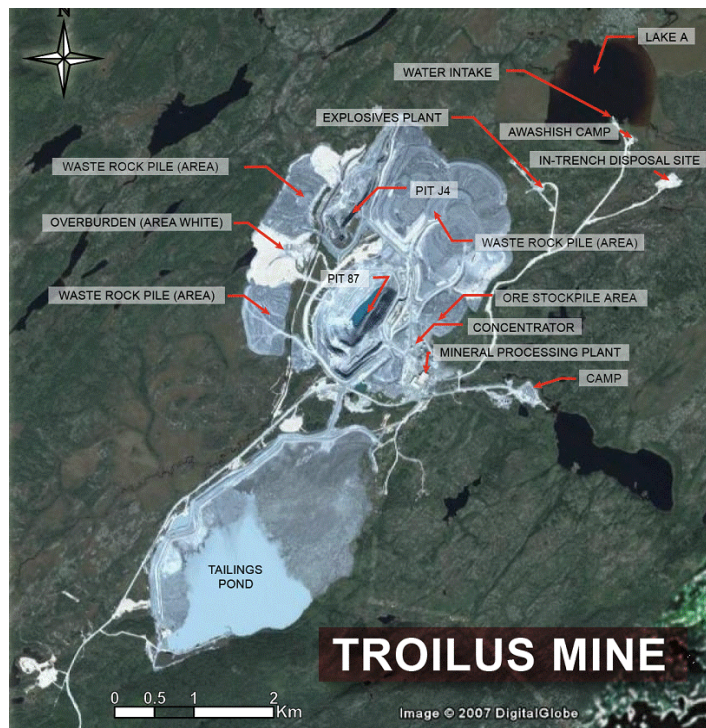 N
LAKE A
WATER INTAKE
EXPLOSIVES PLANT
AWASHISH CAMP
IN-TRENCH DISPOSAL SITE
WASTE ROCK PILE (AREA)
PIT J4
OVERBURDEN (AREA WHITE)
WASTE ROCK PILE (AREA)
PIT 87
WASTE ROCK PILE (AREA)
ORE STOCKPILE AREA
CONCENTRATOR
MINERAL PROCESSING PLANT
CAMP
TAILINGS
POND
TROILUS MINE
0 0.5 1 2
Km
Image © 2007 DigitalGlobe